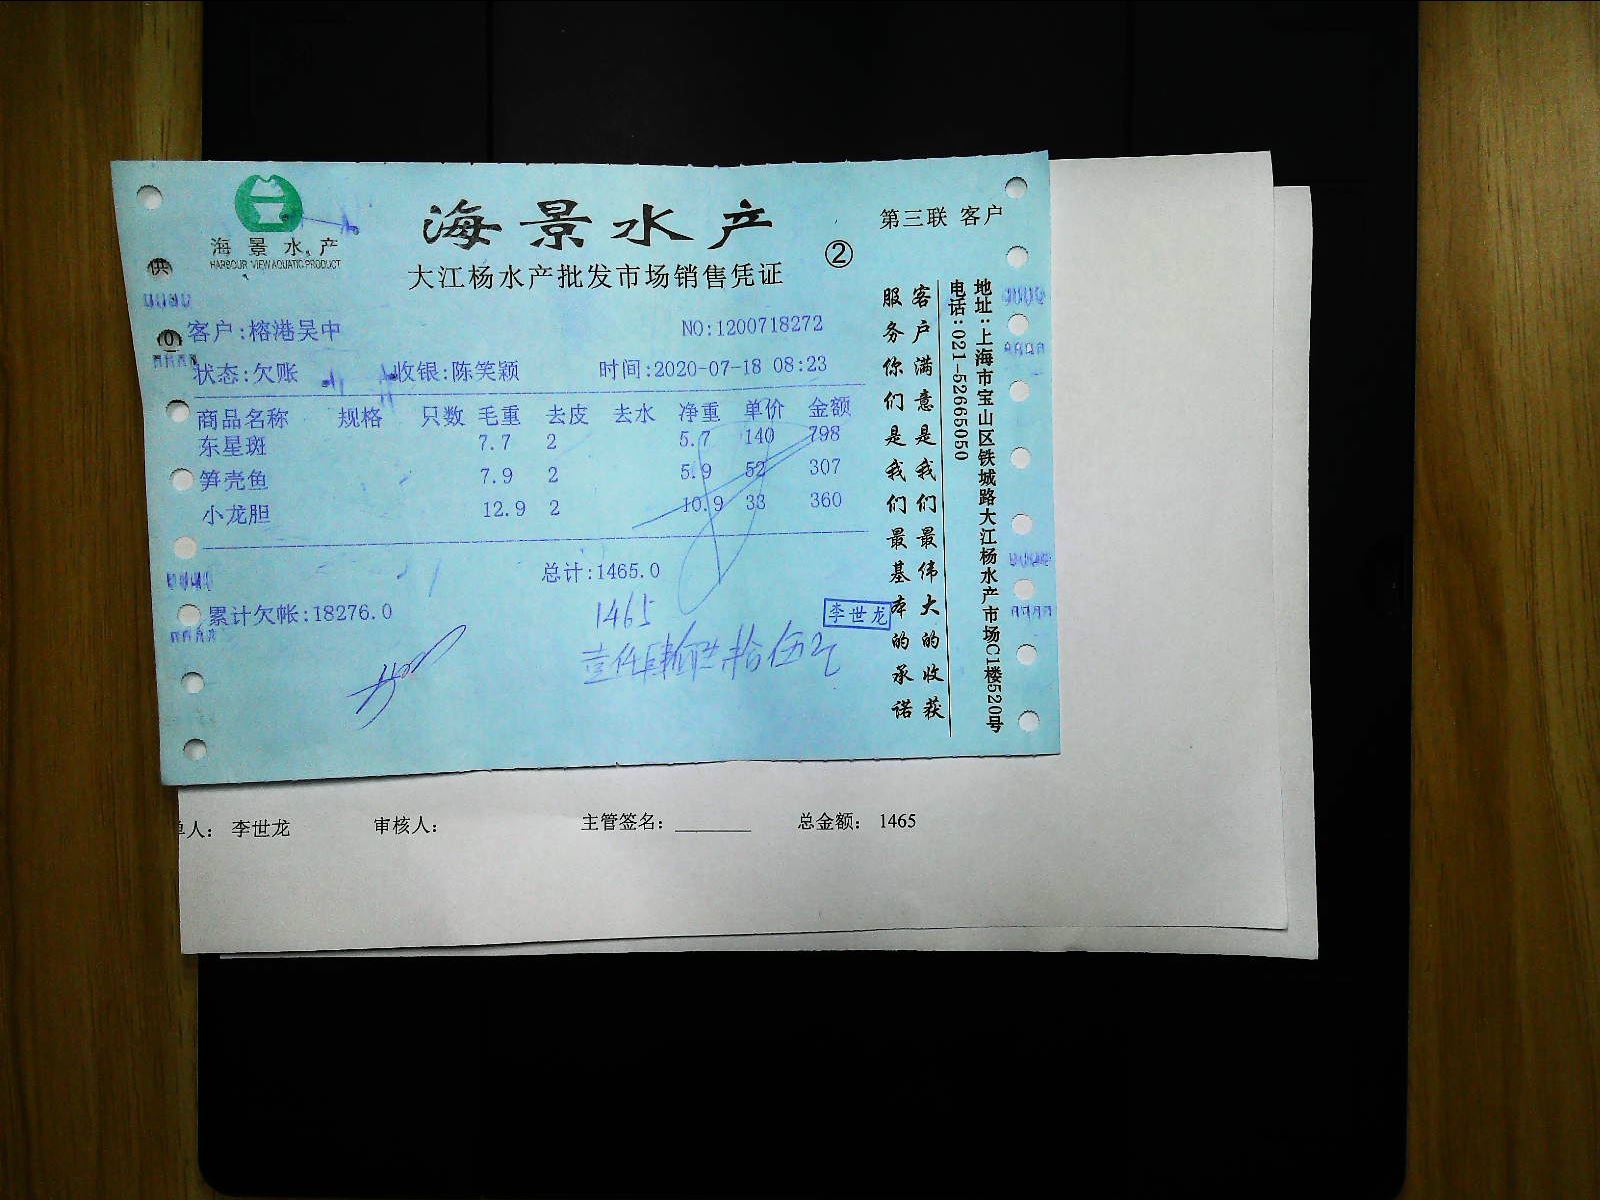 海景水产
HARBOUR VIEW AQUATIC PRODUCT
海景水产
大江杨水产批发市场销售凭证
②
第三联 客户
客户:榕港吴中
NO:1200718272
状态:欠账 收银:陈笑颖 时间:2020-07-18 08:23
商品名称 规格 只数 毛重 去皮 去水 净重 单价 金额
东星斑 7.7 2 5.7 140 798
笋壳鱼 7.9 2 5.9 52 307
小龙胆 12.9 2 10.9 33 360
总计:1465.0
累计欠帐:18276.0
1465
李世龙
客户满意是我们最伟大的收获
服务你们是我们最基本的承诺
地址:上海市宝山区铁城路大江杨水产市场C1楼520号
电话:021-52665050
单人: 李世龙 审核人: 主管签名: 总金额: 1465